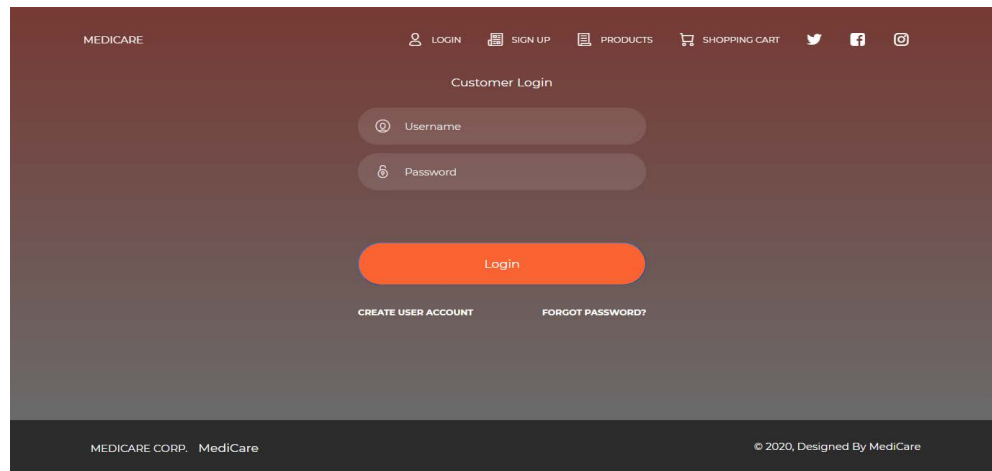 MEDICARE LOGIN SIGN UP PRODUCTS SHOPPING CART
Customer Login
Username
Password
Login
CREATE USER ACCOUNT FORGOT PASSWORD?
MEDICARE CORP. MediCare © 2020, Designed By MediCare